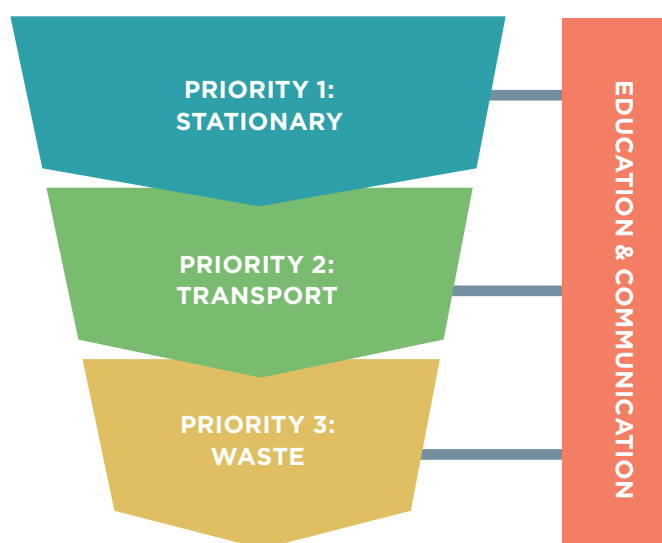 PRIORITY 1:
STATIONARY
PRIORITY 2:
TRANSPORT
PRIORITY 3:
WASTE
EDUCATION & COMMUNICATION